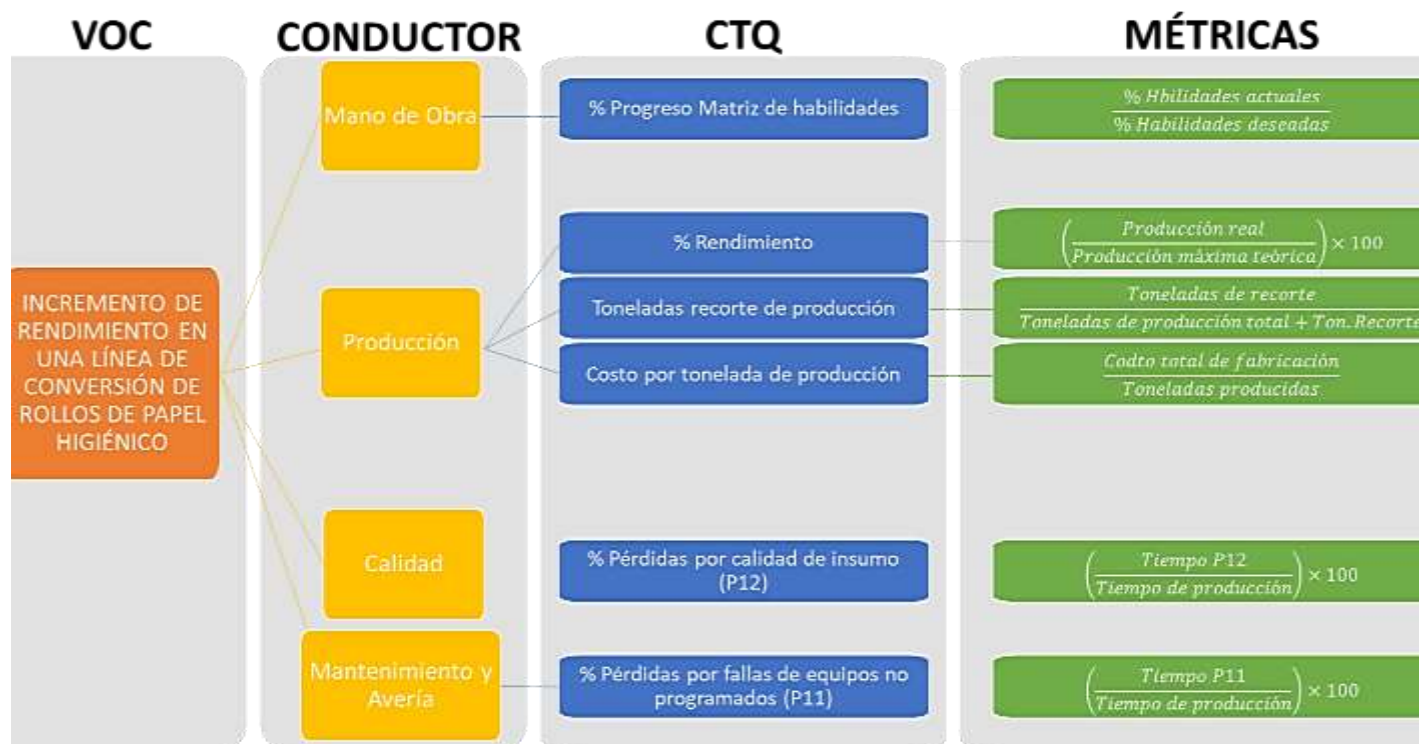 VOC
CONDUCTOR
CTQ
MÉTRICAS
INCREMENTO DE
RENDIMIENTO EN
UNA LÍNEA DE
CONVERSIÓN DE
ROLLOS DE PAPEL
HIGIÉNICO
Mano de Obra
% Progreso Matriz de habilidades
% Hbilidades actuales
% Habilidades deseadas
Producción
% Rendimiento
(Producción real
Producción máxima teòrica) × 100
Toneladas recorte de producción
Toneladas de recorte
Toneladas de producción total + Ton. Recorte
Costo por tonelada de producción
Codto total de fabricación
Toneladas producidas
Calidad
% Pérdidas por calidad de insumo
(P12)
(Tiempo P12
Tiempo de producción) × 100
Mantenimiento y
Avería
% Pérdidas por fallas de equipos no
programados (P11)
(Tiempo P11
Tiempo de producción) × 100